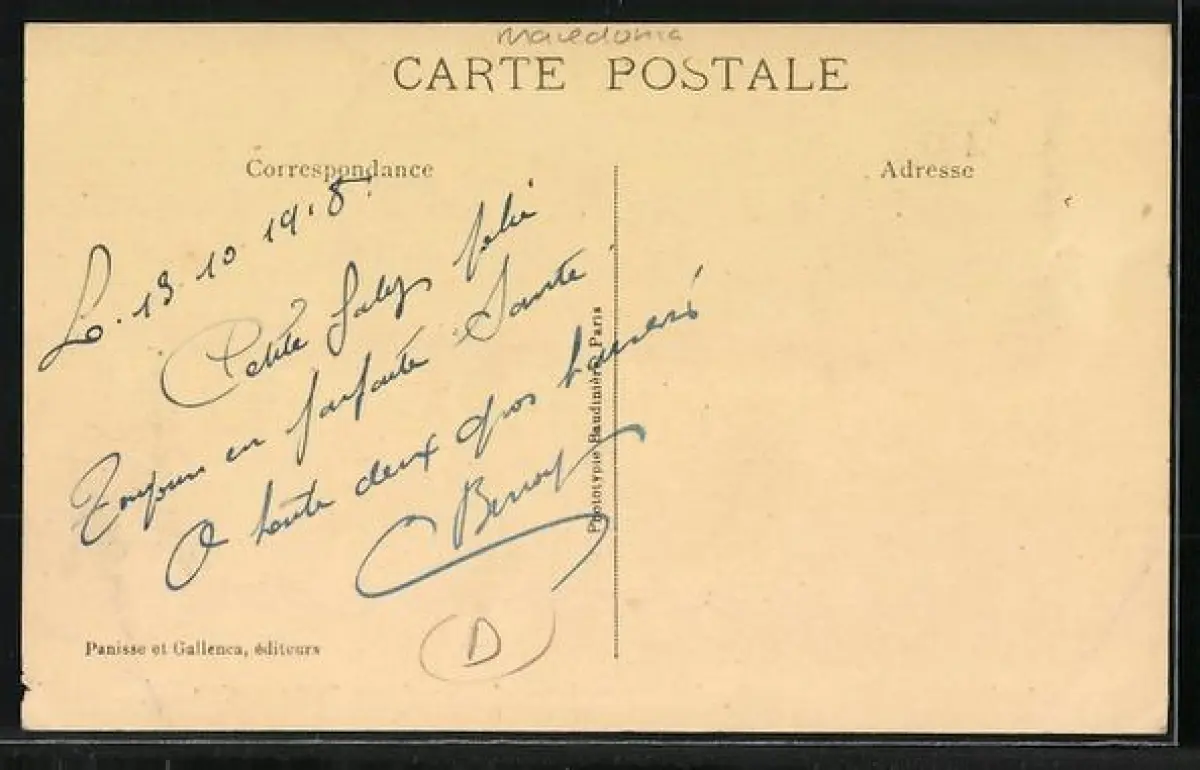 Macedonia
CARTE POSTALE
Correspondance
Adresse
Le 13 10 1918.
Petite
jolie
Toujours en parfaite Santé
A toute deux gros baisers
Phototypie Baudinière, Paris
Panisse et Gallenca, éditeurs
D